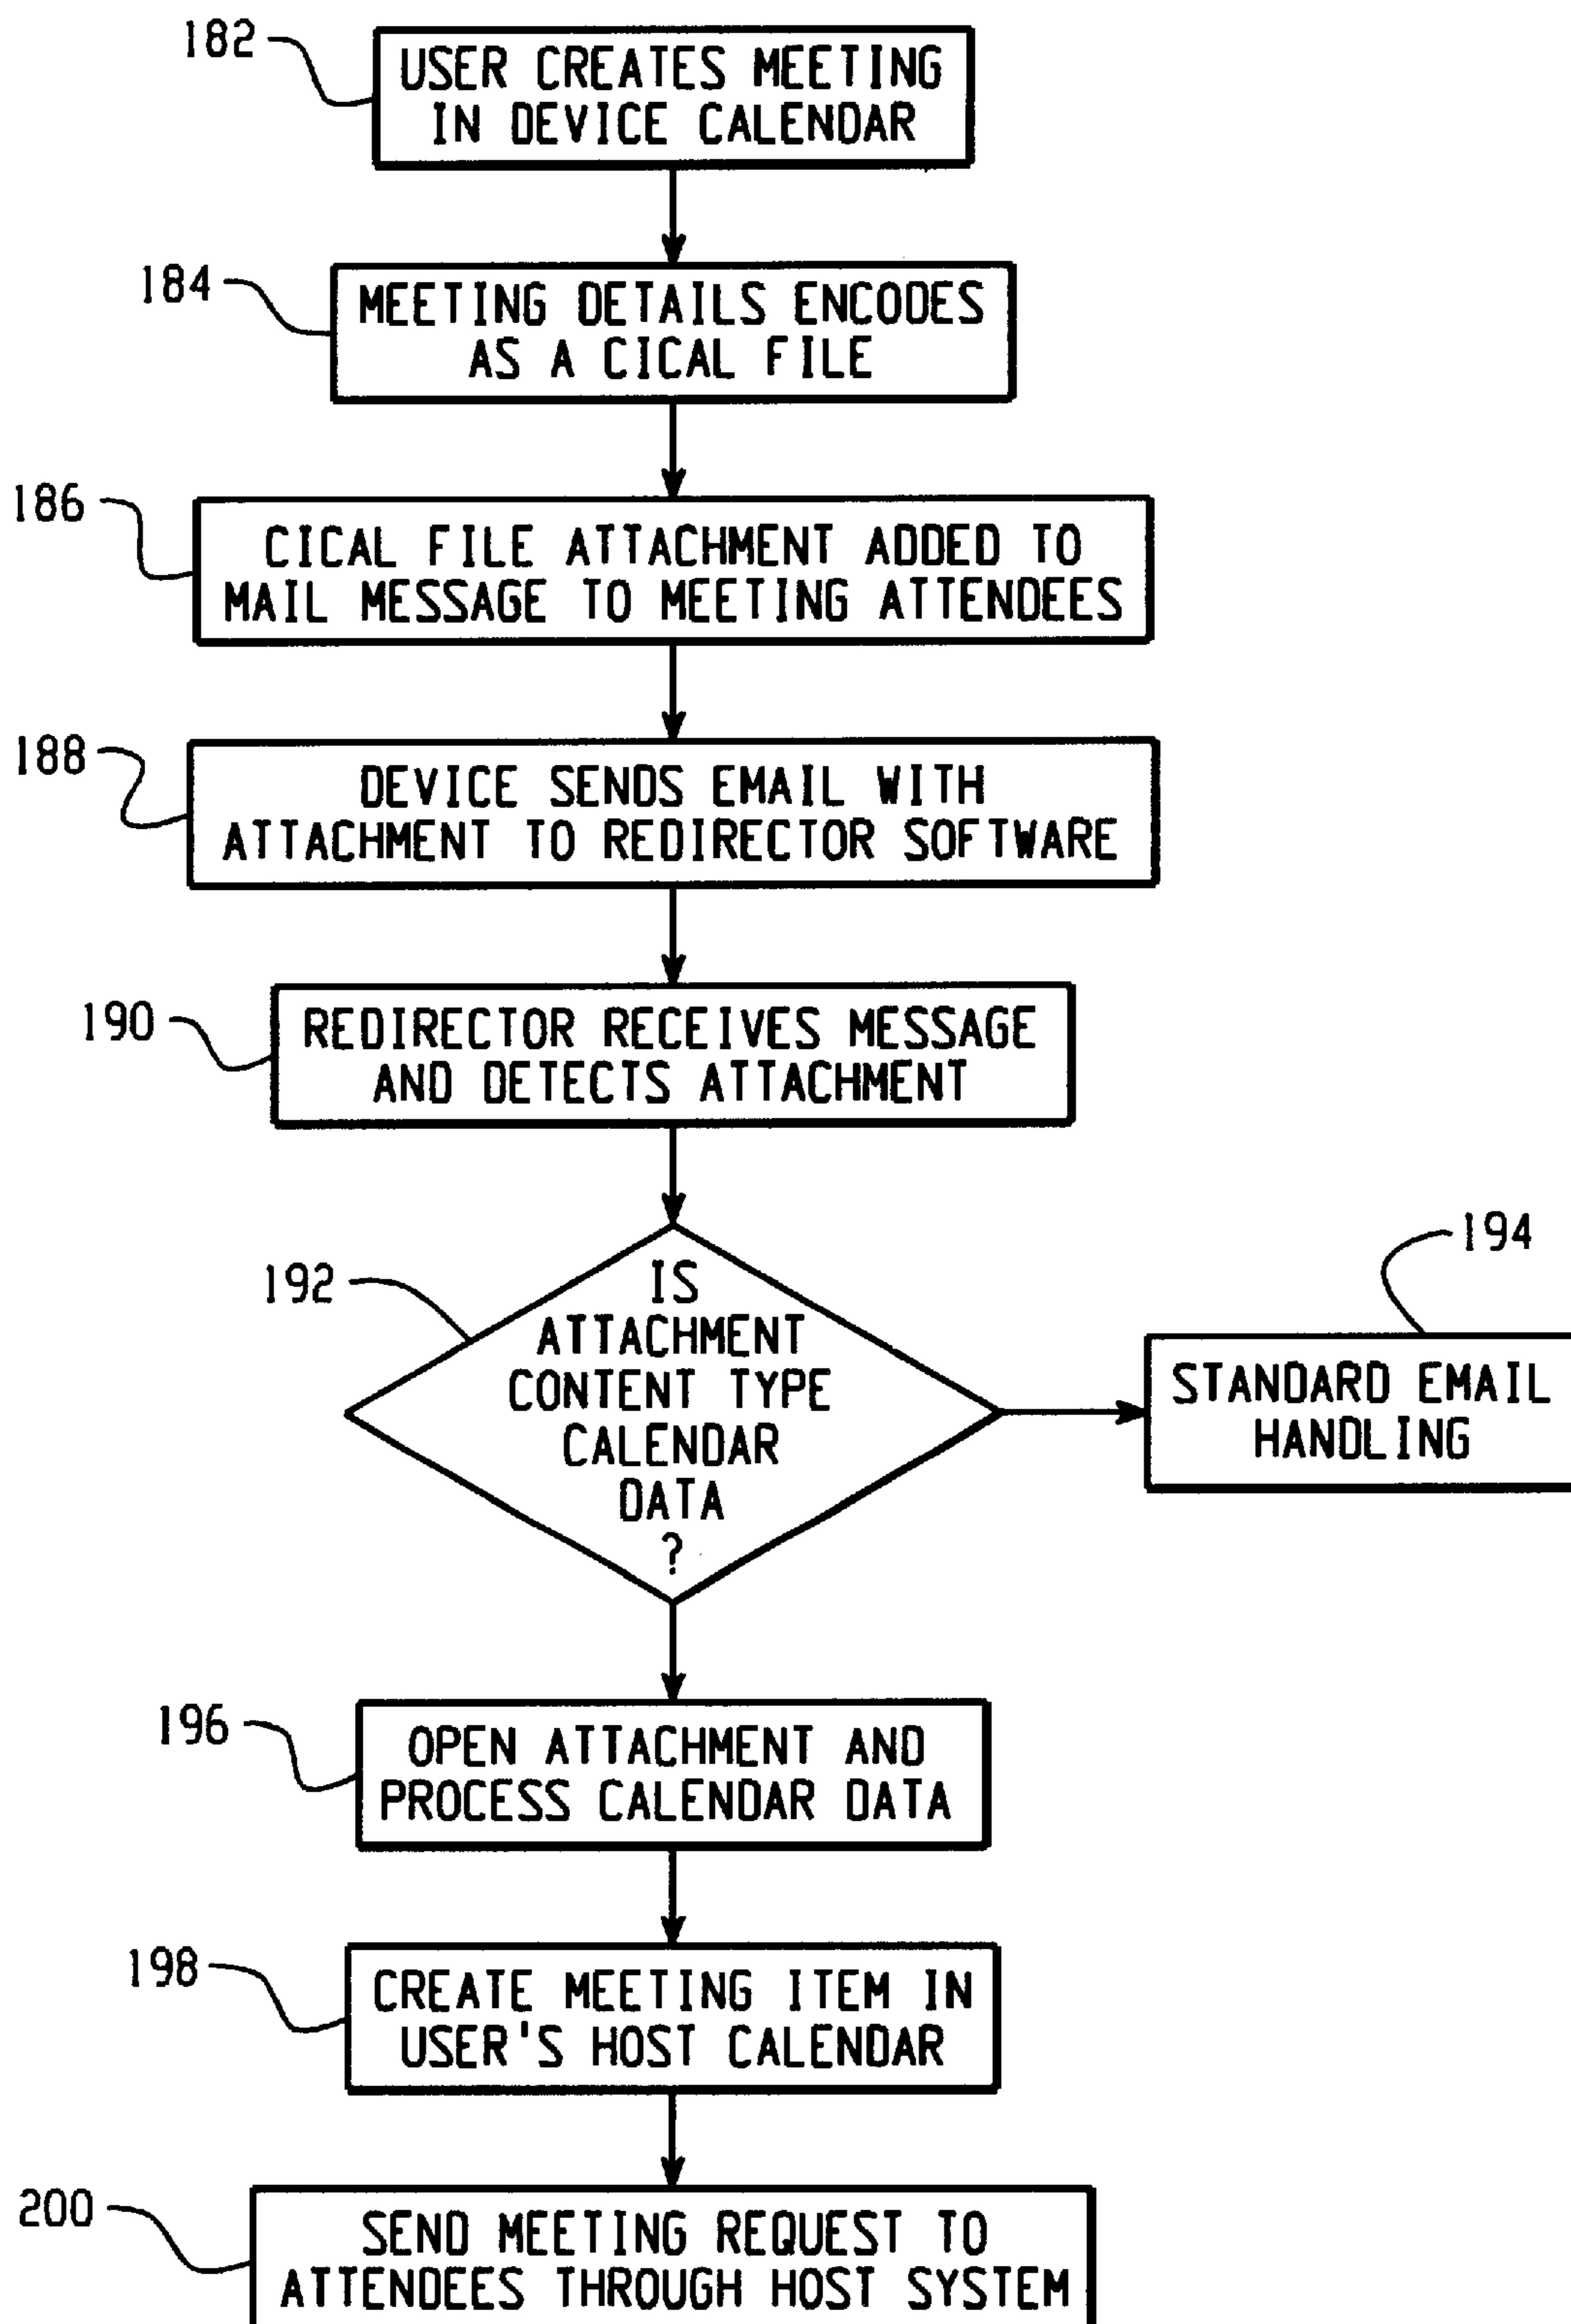 182
USER CREATES MEETING
IN DEVICE CALENDAR
184
MEETING DETAILS ENCODES
AS A CICAL FILE
186
CICAL FILE ATTACHMENT ADDED TO
MAIL MESSAGE TO MEETING ATTENDEES
188
DEVICE SENDS EMAIL WITH
ATTACHMENT TO REDIRECTOR SOFTWARE
190
REDIRECTOR RECEIVES MESSAGE
AND DETECTS ATTACHMENT
192
IS
ATTACHMENT
CONTENT TYPE
CALENDAR
DATA
?
194
STANDARD EMAIL
HANDLING
196
OPEN ATTACHMENT AND
PROCESS CALENDAR DATA
198
CREATE MEETING ITEM IN
USER'S HOST CALENDAR
200
SEND MEETING REQUEST TO
ATTENDEES THROUGH HOST SYSTEM